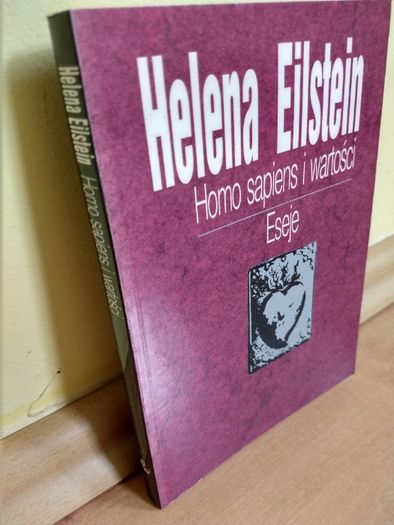 Helena Eilstein
Homo sapiens i wartości
Eseje
Helena Eilstein Homo sapiens i wartości